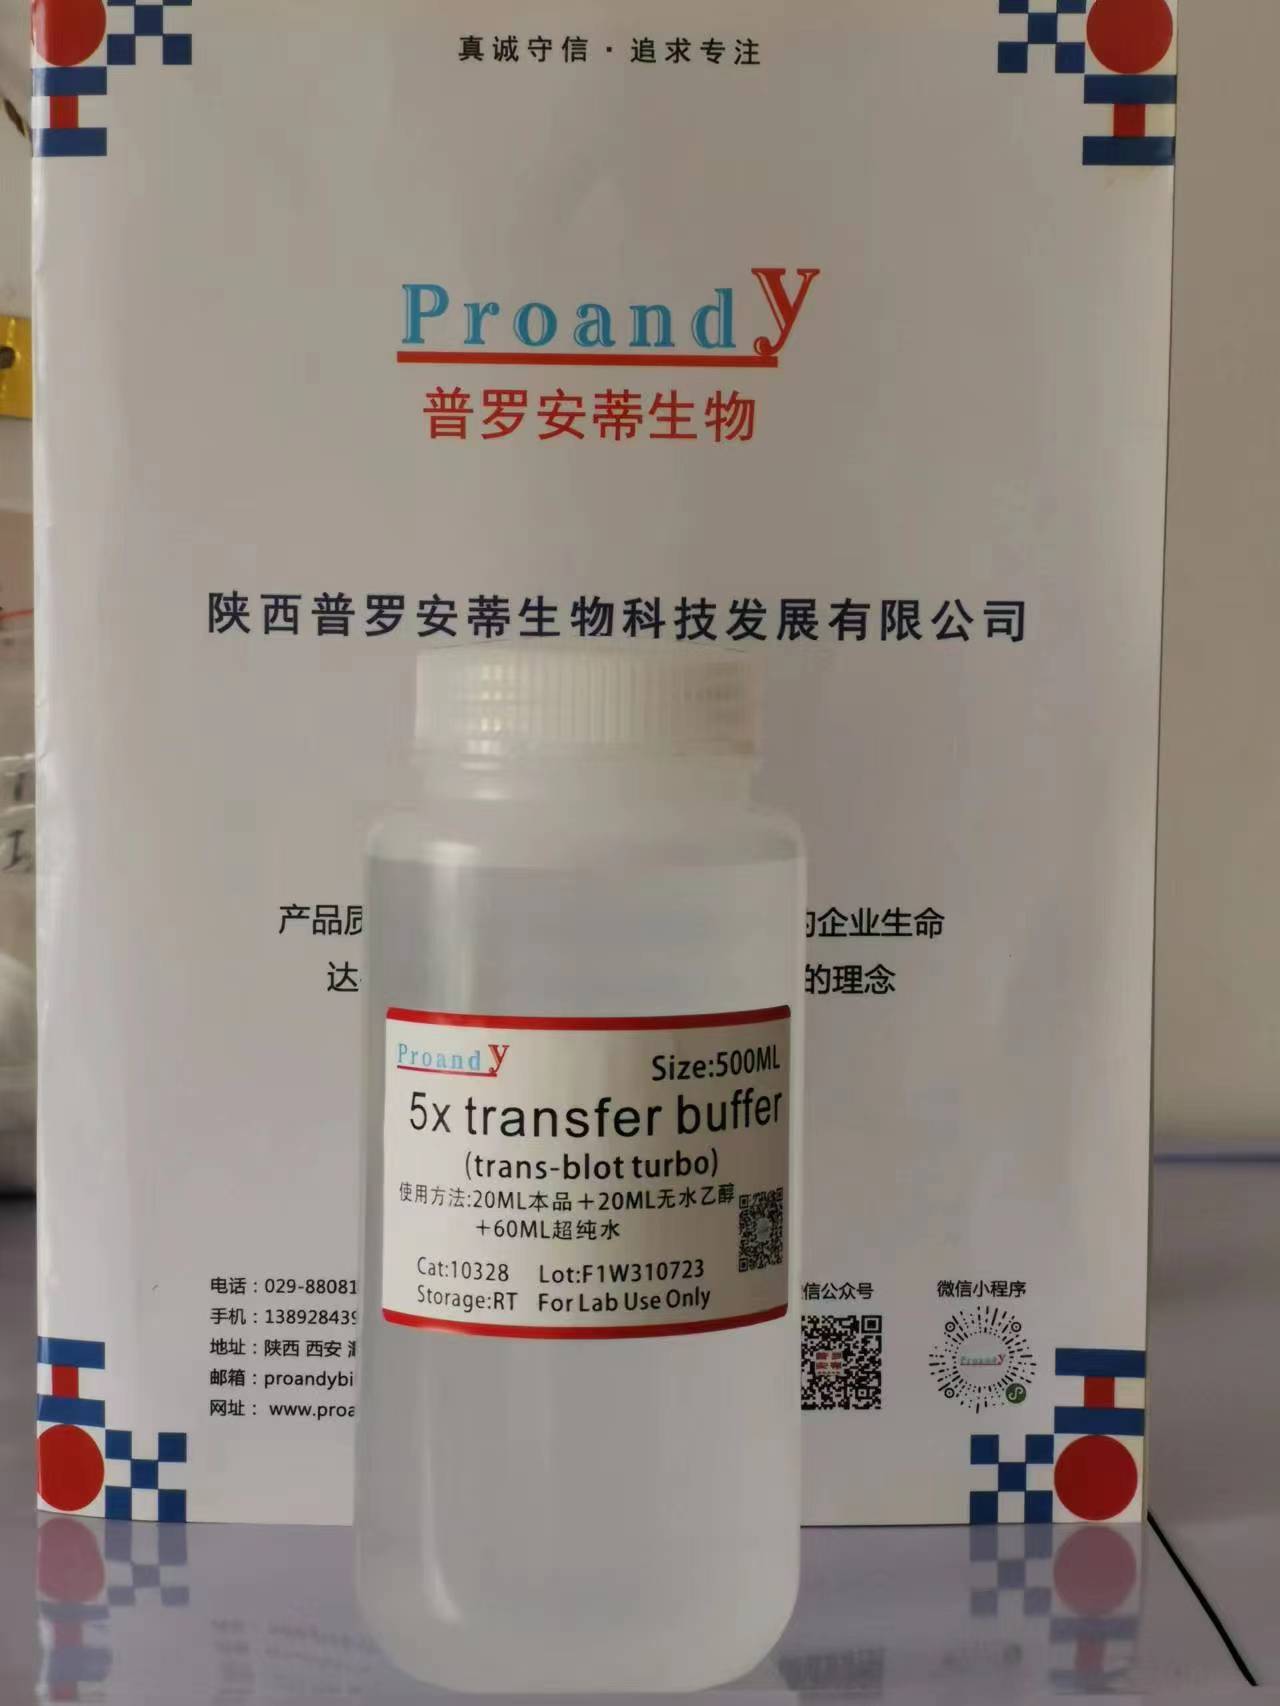 真诚守信·追求专注
Proandy
普罗安蒂生物
陕西普罗安蒂生物科技发展有限公司
产品质
企业生命
达
的理念
Proandy
Size:500ML
5x transfer buffer
(trans-blot turbo)
使用方法:20ML本品+20ML无水乙醇
+60ML超纯水
Cat:10328 Lot:F1W310723
Storage:RT For Lab Use Only
电话：029-88081
手机：138928439
地址：陕西 西安
邮箱：proandybi
网址： www.proa
信公众号
微信小程序
Proandy